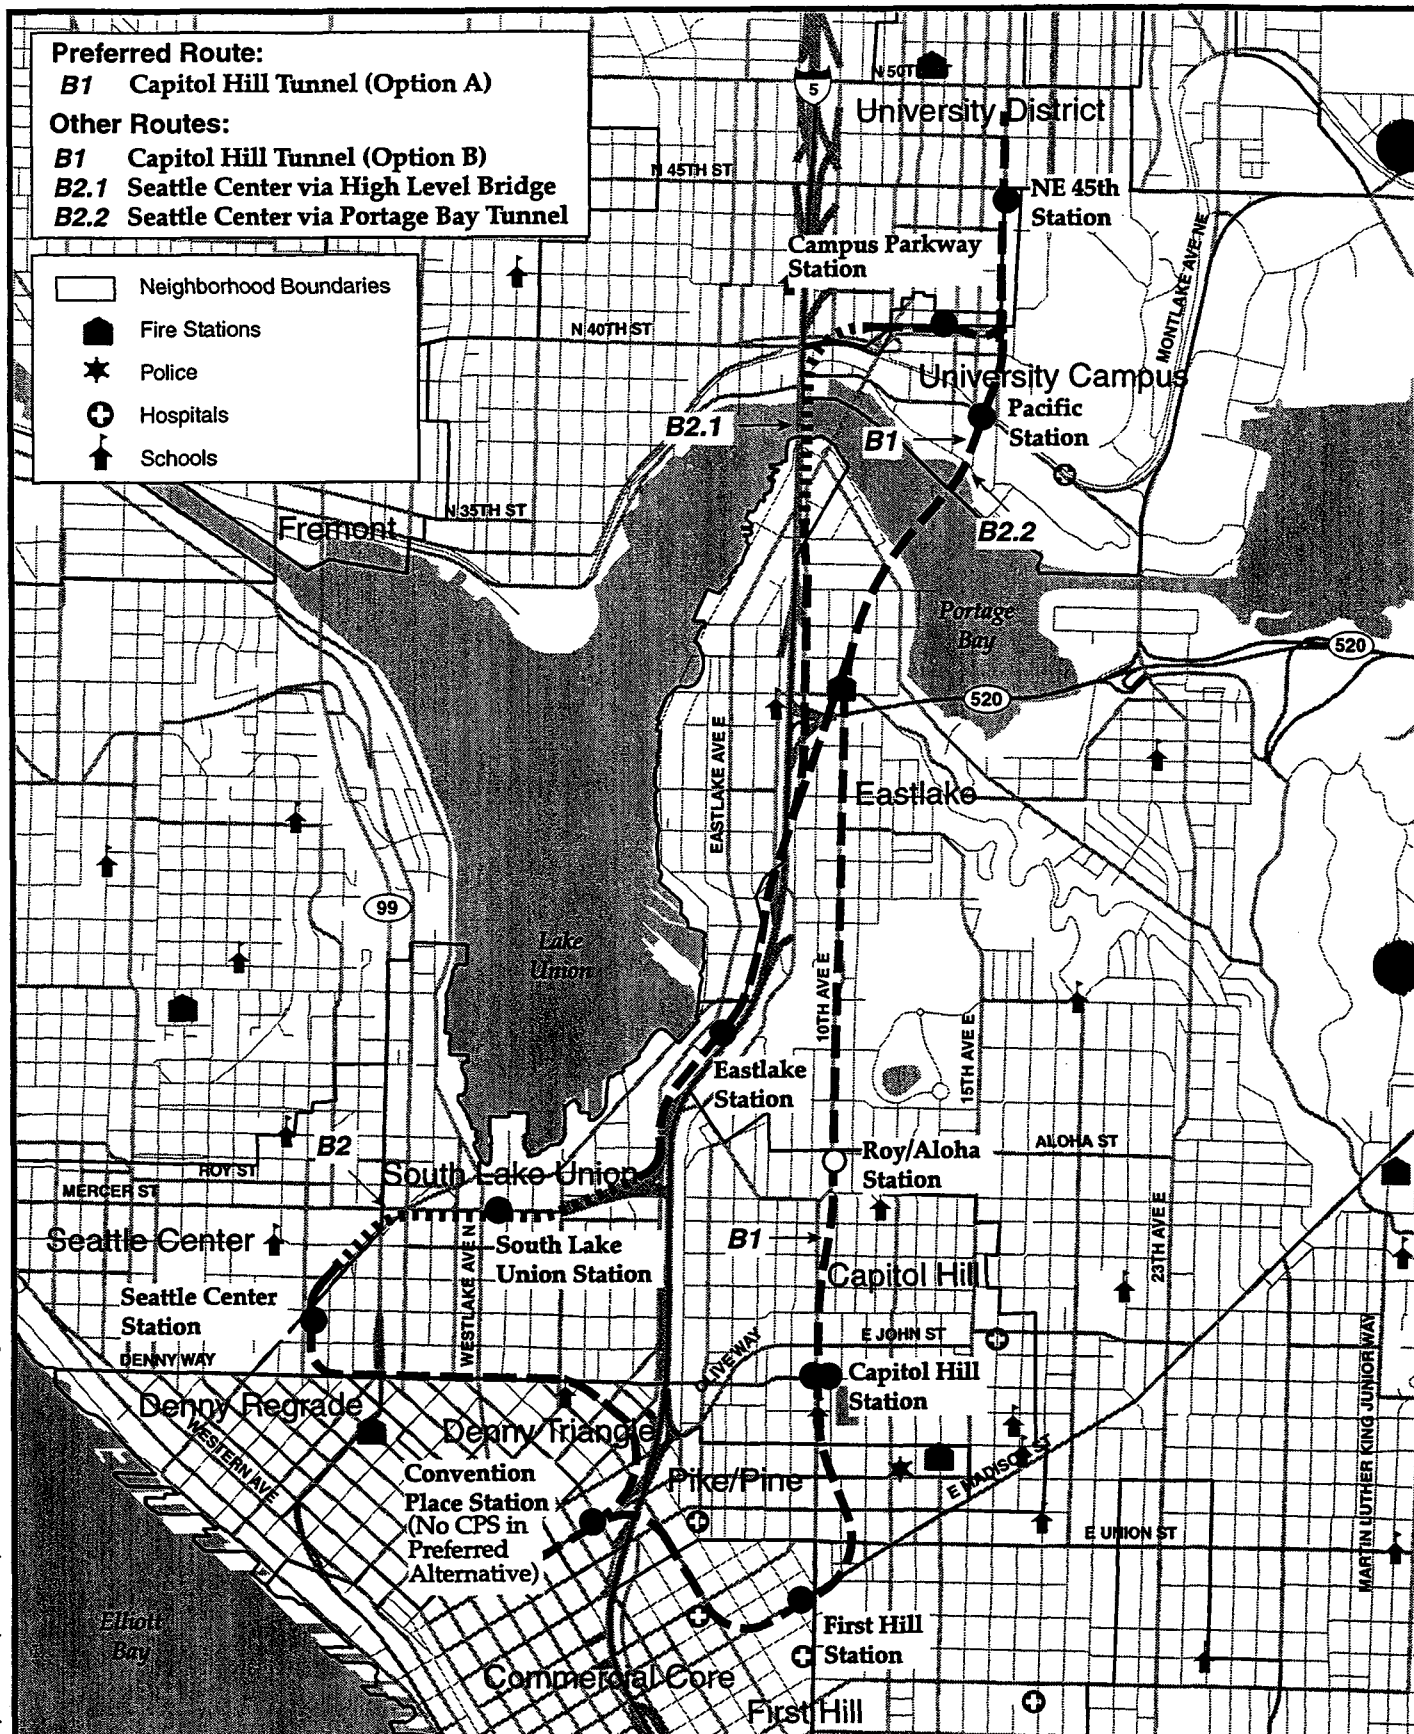 Preferred Route:
B1 Capitol Hill Tunnel (Option A)
Other Routes:
B1 Capitol Hill Tunnel (Option B)
B2.1 Seattle Center via High Level Bridge
B2.2 Seattle Center via Portage Bay Tunnel
Neighborhood Boundaries
Fire Stations
Police
Hospitals
Schools
5
University District
N 45TH ST
NE 45th
Station
Campus Parkway
Station
MONTLAKE AVE NE
N 40TH ST
University Campus
Pacific
Station
B2.1
B1
N 35TH ST
Fremont
B2.2
Portage
Bay
520
520
EASTLAKE AVE E
Eastlake
99
Lake
Union
10TH AVE E
15TH AVE E
Eastlake
Station
ALOHA ST
Roy/Aloha
Station
B2
South Lake Union
ROY ST
MERCER ST
23TH AVE E
Seattle Center
B1
South Lake
Union Station
WESTLAKE AVE N
Capitol Hill
Seattle Center
Station
E JOHN ST
DENNY WAY
OLIVE WAY
Capitol Hill
Station
MARTIN LUTHER KING JUNIOR WAY
Denny Regrade
Denny Triangle
WESTERN AVE
Convention
Place Station
(No CPS in
Preferred
Alternative)
Pike/Pine
E MADISON ST
E UNION ST
Elliott
Bay
First Hill
Station
Commercial Core
First Hill